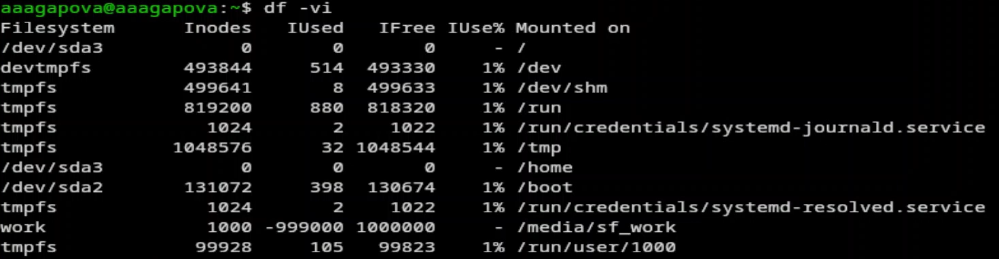 aaagapova@aaagapova:~$ df -vi
Filesystem Inodes IUsed IFree IUse% Mounted on
/dev/sda3 0 0 0 - /
devtmpfs 493844 514 493330 1% /dev
tmpfs 499641 8 499633 1% /dev/shm
tmpfs 819200 880 818320 1% /run
tmpfs 1024 2 1022 1% /run/credentials/systemd-journald.service
tmpfs 1048576 32 1048544 1% /tmp
/dev/sda3 0 0 0 - /home
/dev/sda2 131072 398 130674 1% /boot
tmpfs 1024 2 1022 1% /run/credentials/systemd-resolved.service
work 1000 -999000 1000000 - /media/sf_work
tmpfs 99928 105 99823 1% /run/user/1000